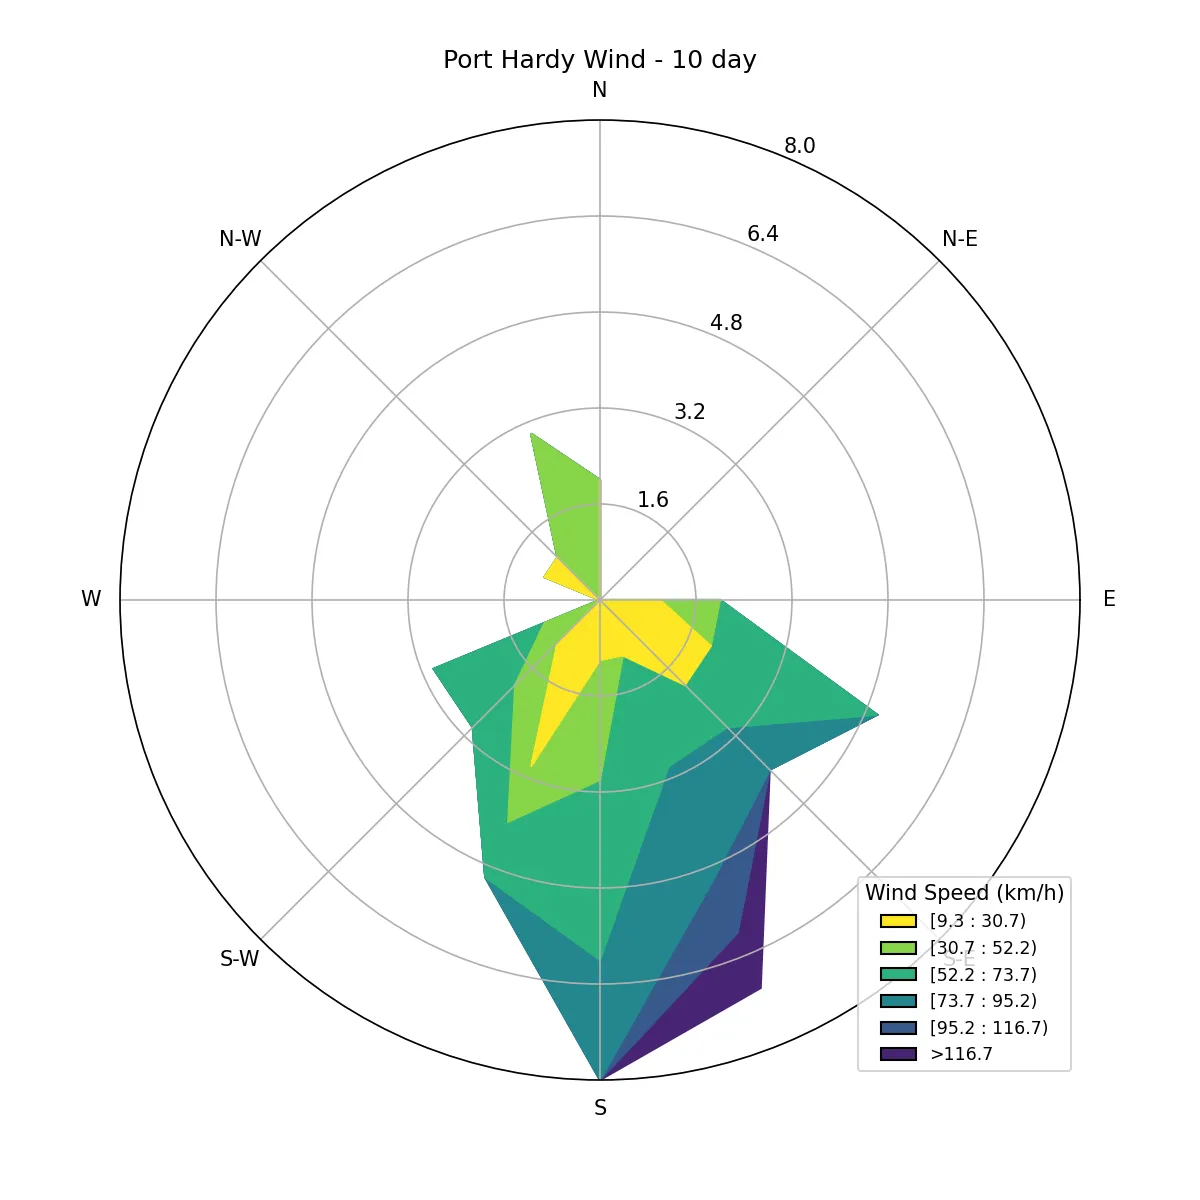 Port Hardy Wind - 10 day
N
8.0
N-W
N-E
6.4
4.8
3.2
1.6
W
E
Wind Speed (km/h)
[9.3 : 30.7)
[30.7 : 52.2)
S-W
S-E
[52.2 : 73.7)
[73.7 : 95.2)
[95.2 : 116.7)
>116.7
S